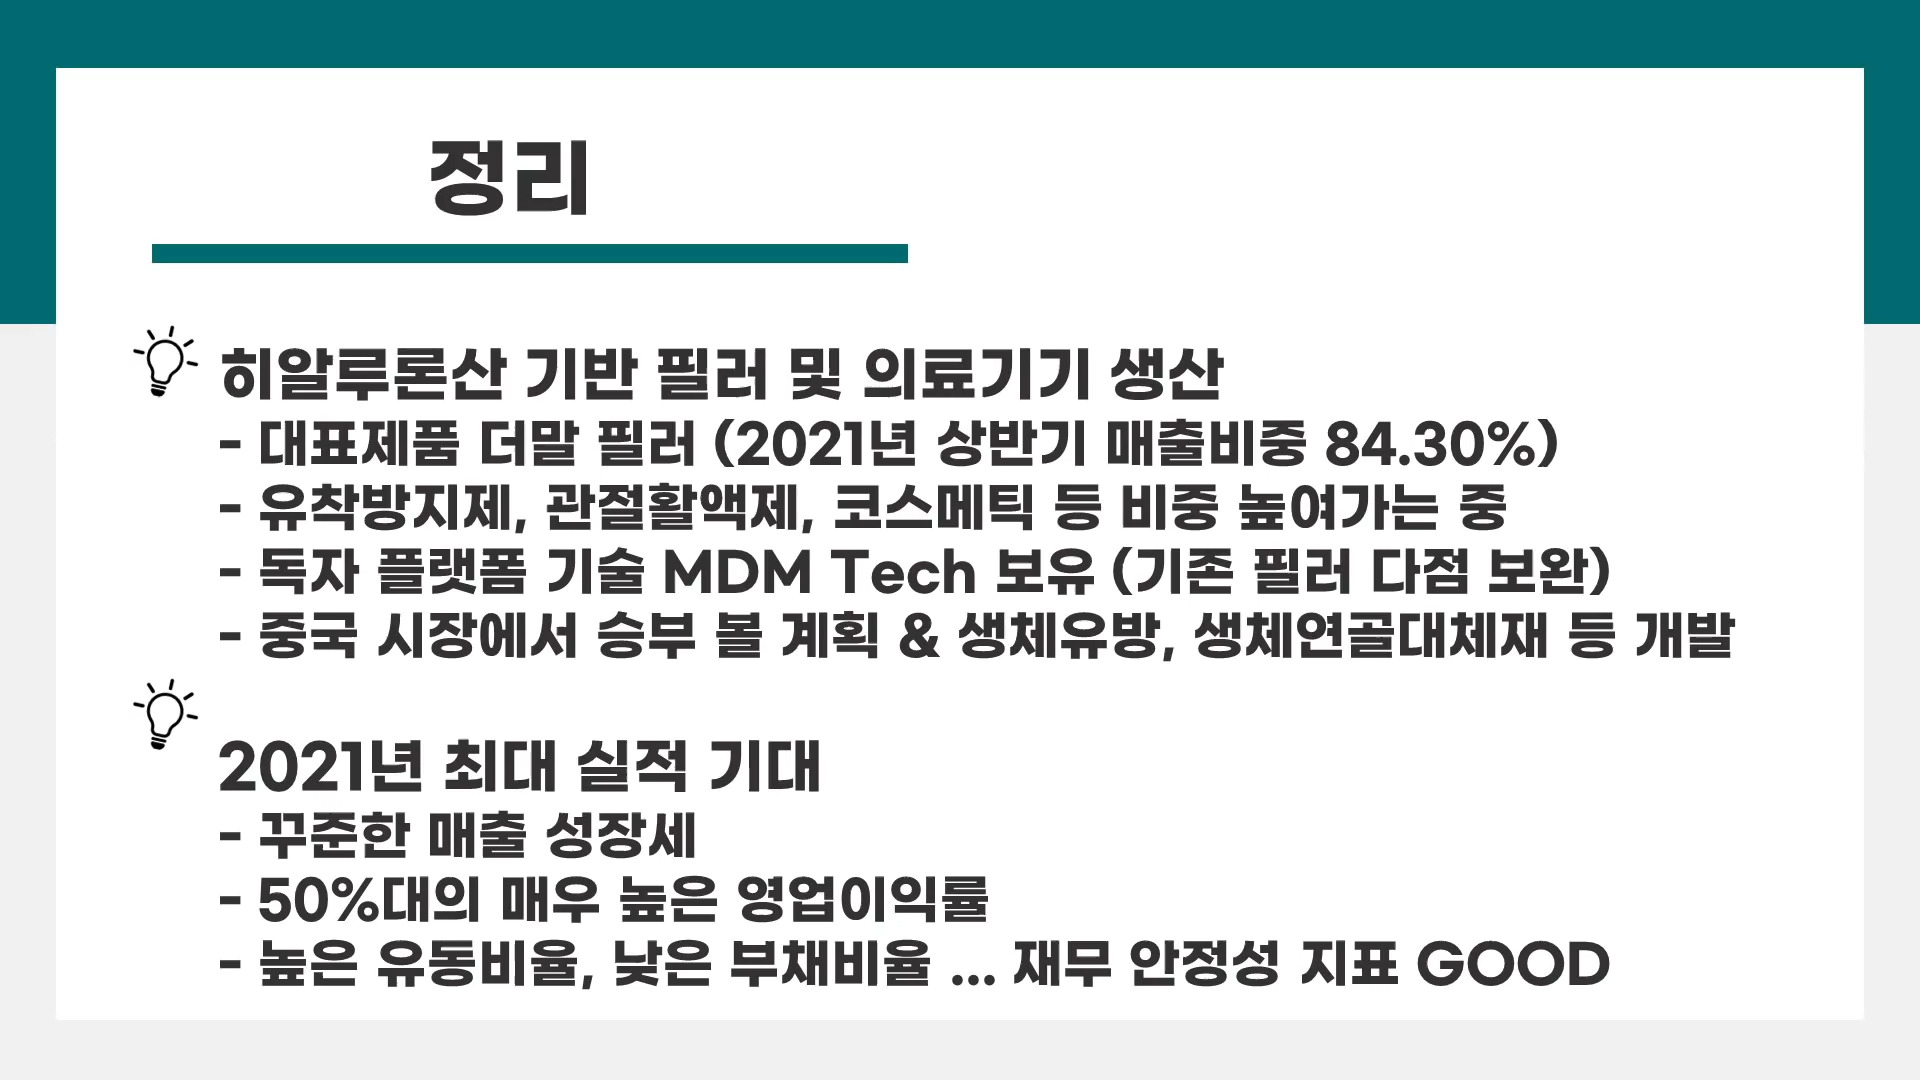 정리
히알루론산 기반 필러 및 의료기기 생산
- 대표제품 더말 필러 (2021년 상반기 매출비중 84.30%)
- 유착방지제, 관절활액제, 코스메틱 등 비중 높여가는 중
- 독자 플랫폼 기술 MDM Tech 보유 (기존 필러 다점 보완)
- 중국 시장에서 승부 볼 계획 & 생체유방, 생체연골대체재 등 개발
2021년 최대 실적 기대
- 꾸준한 매출 성장세
- 50%대의 매우 높은 영업이익률
- 높은 유동비율, 낮은 부채비율 ... 재무 안정성 지표 GOOD